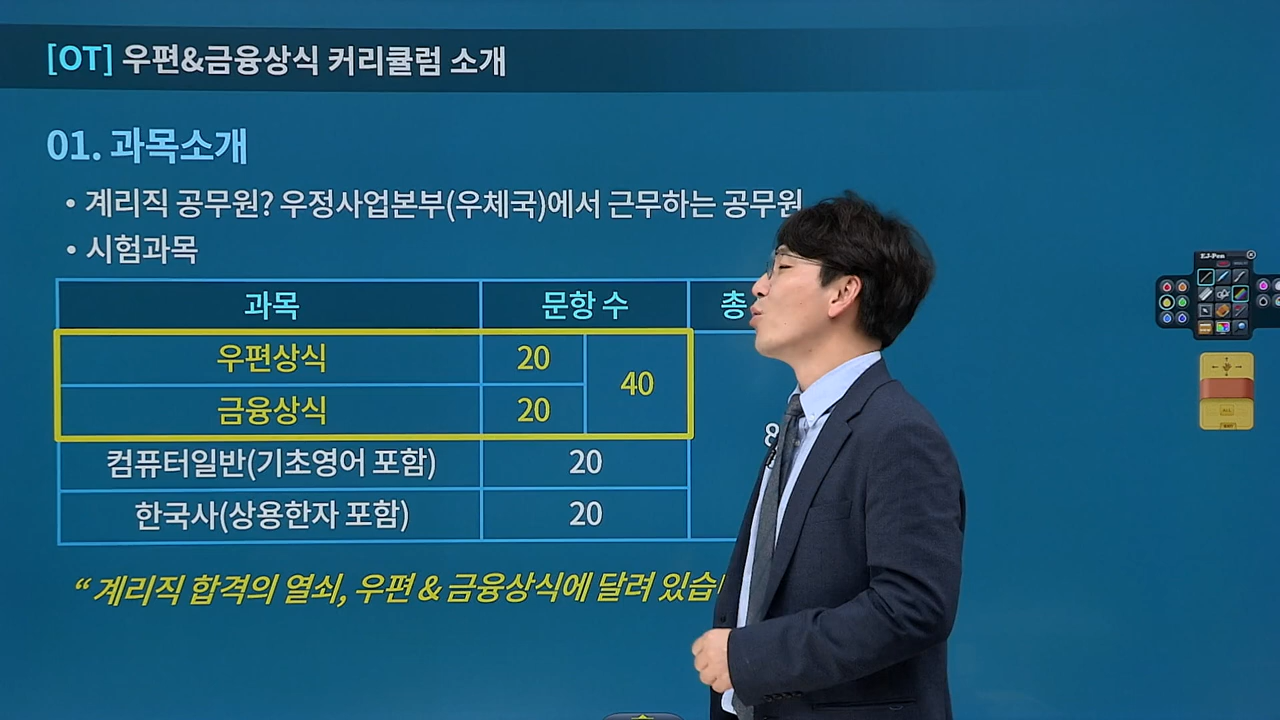 [OT] 우편&금융상식 커리큘럼 소개
01. 과목소개
• 계리직 공무원? 우정사업본부(우체국)에서 근무하는 공무원
• 시험과목
과목 문항 수 총
우편상식 20 40
금융상식 20
8
컴퓨터일반(기초영어 포함) 20
한국사(상용한자 포함) 20
“ 계리직 합격의 열쇠, 우편 & 금융상식에 달려 있습
EJ-Pen